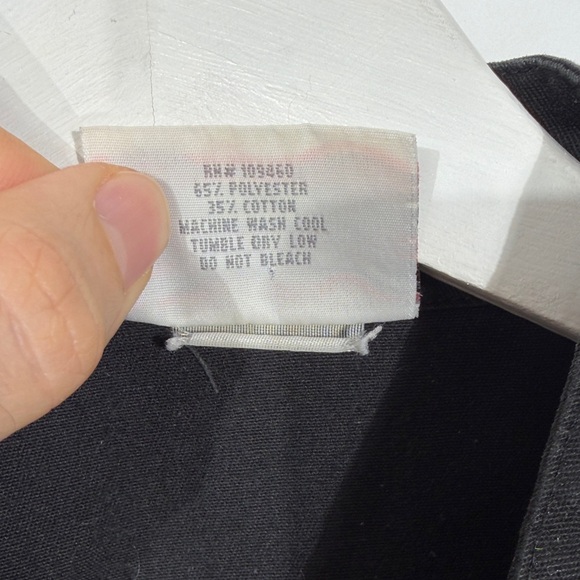 RN# 109460
65% POLYESTER
35% COTTON
MACHINE WASH COOL
TUMBLE DRY LOW
DO NOT BLEACH